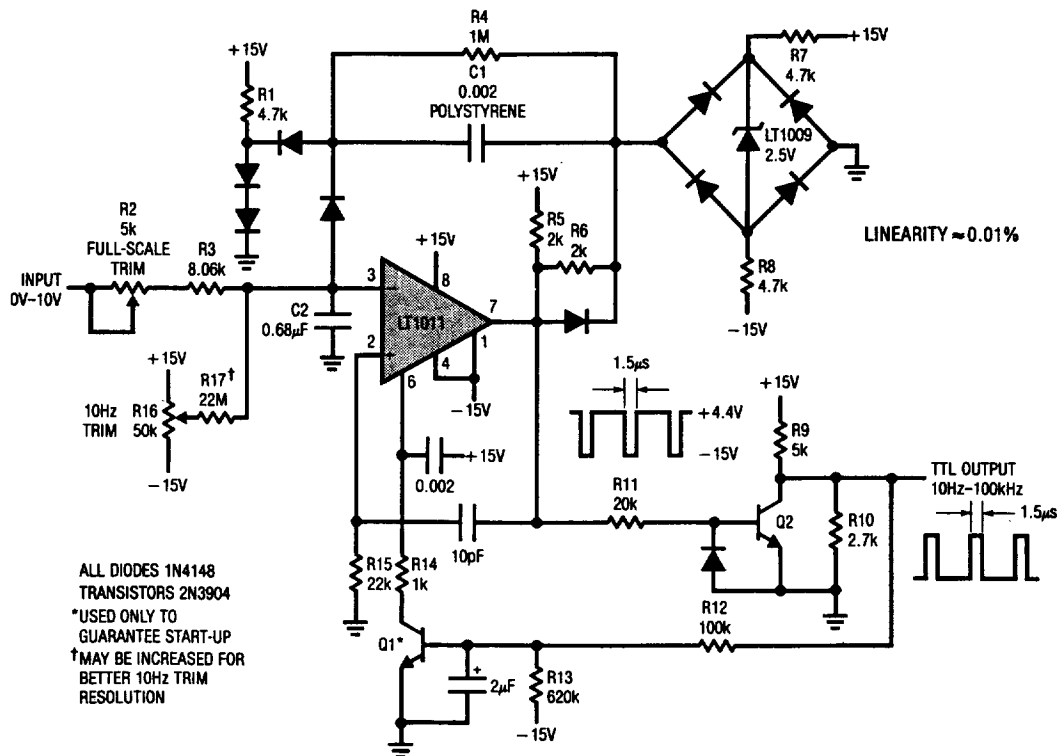 R4
1M
C1
0.002
POLYSTYRENE
+15V
R1
4.7k
R7
4.7k
+15V
LT1009
2.5V
R8
4.7k
−15V
LINEARITY ≈ 0.01%
R2
5k
FULL-SCALE
TRIM
R3
8.06k
INPUT
0V–10V
C2
0.68µF
+15V
3
8
7
2
LT1011
1
4
6
−15V
+15V
R5
2k
R6
2k
+15V
10Hz
TRIM
R16
50k
R17†
22M
−15V
+15V
0.002
1.5µs
+4.4V
−15V
+15V
R9
5k
TTL OUTPUT
10Hz–100kHz
1.5µs
R11
20k
Q2
R10
2.7k
10pF
R15
22k
R14
1k
R12
100k
Q1*
+
2µF
R13
620k
−15V
ALL DIODES 1N4148
TRANSISTORS 2N3904
*USED ONLY TO
GUARANTEE START-UP
†MAY BE INCREASED FOR
BETTER 10Hz TRIM
RESOLUTION